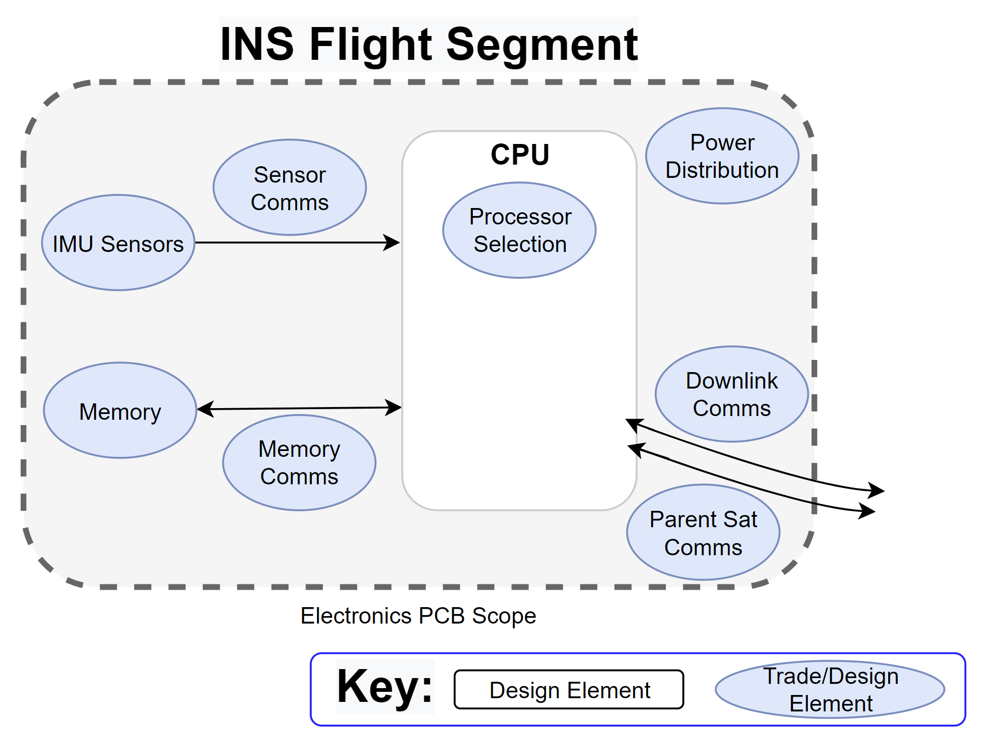 INS Flight Segment
CPU
Power
Distribution
Sensor
Comms
IMU Sensors
Processor
Selection
Downlink
Comms
Memory
Memory
Comms
Parent Sat
Comms
Electronics PCB Scope
Key:
Design Element
Trade/Design
Element